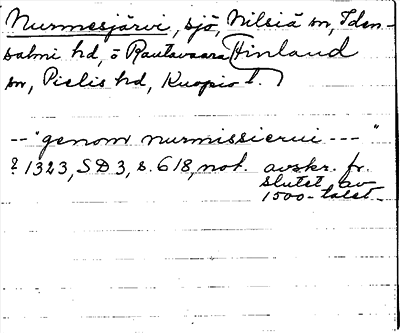 Nurmesjärvi, sjö, Nilsiä sn, Iden-
salmi hd, o Rautavaara Finland
sn, Pielis hd, Kuopio l.
--"genom nurmissierui --- "
? 1323, SD 3, s. 618, not. avskr. fr.
slutet av
1500-talet